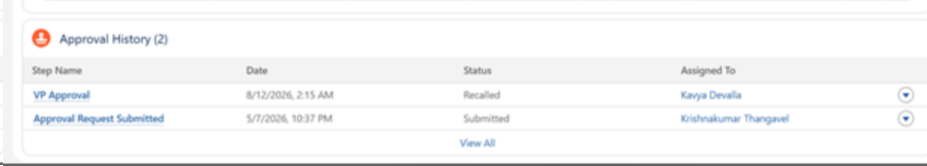 Approval History (2)
Step Name Date Status Assigned To
VP Approval 8/12/2026, 2:15 AM Recalled Kavya Devalla
Approval Request Submitted 5/7/2026, 10:37 PM Submitted Krishnakumar Thangavel
View All